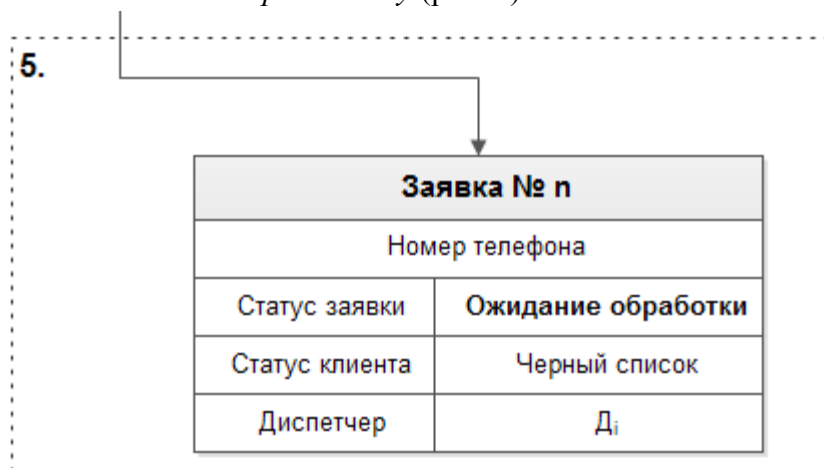 5.
Заявка № n
Номер телефона
Статус заявки Ожидание обработки
Статус клиента Черный список
Диспетчер Дi